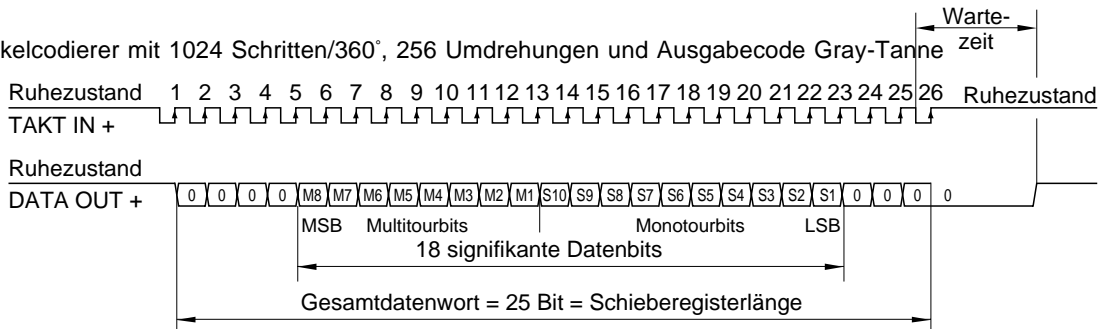 Warte-
zeit
kelcodierer mit 1024 Schritten/360°, 256 Umdrehungen und Ausgabecode Gray-Tanne
Ruhezustand 1 2 3 4 5 6 7 8 9 10 11 12 13 14 15 16 17 18 19 20 21 22 23 24 25 26 Ruhezustand
TAKT IN +
Ruhezustand
DATA OUT + 0 0 0 0 M8 M7 M6 M5 M4 M3 M2 M1 S10 S9 S8 S7 S6 S5 S4 S3 S2 S1 0 0 0 0
MSB Multitourbits Monotourbits LSB
18 signifikante Datenbits
Gesamtdatenwort = 25 Bit = Schieberegisterlänge